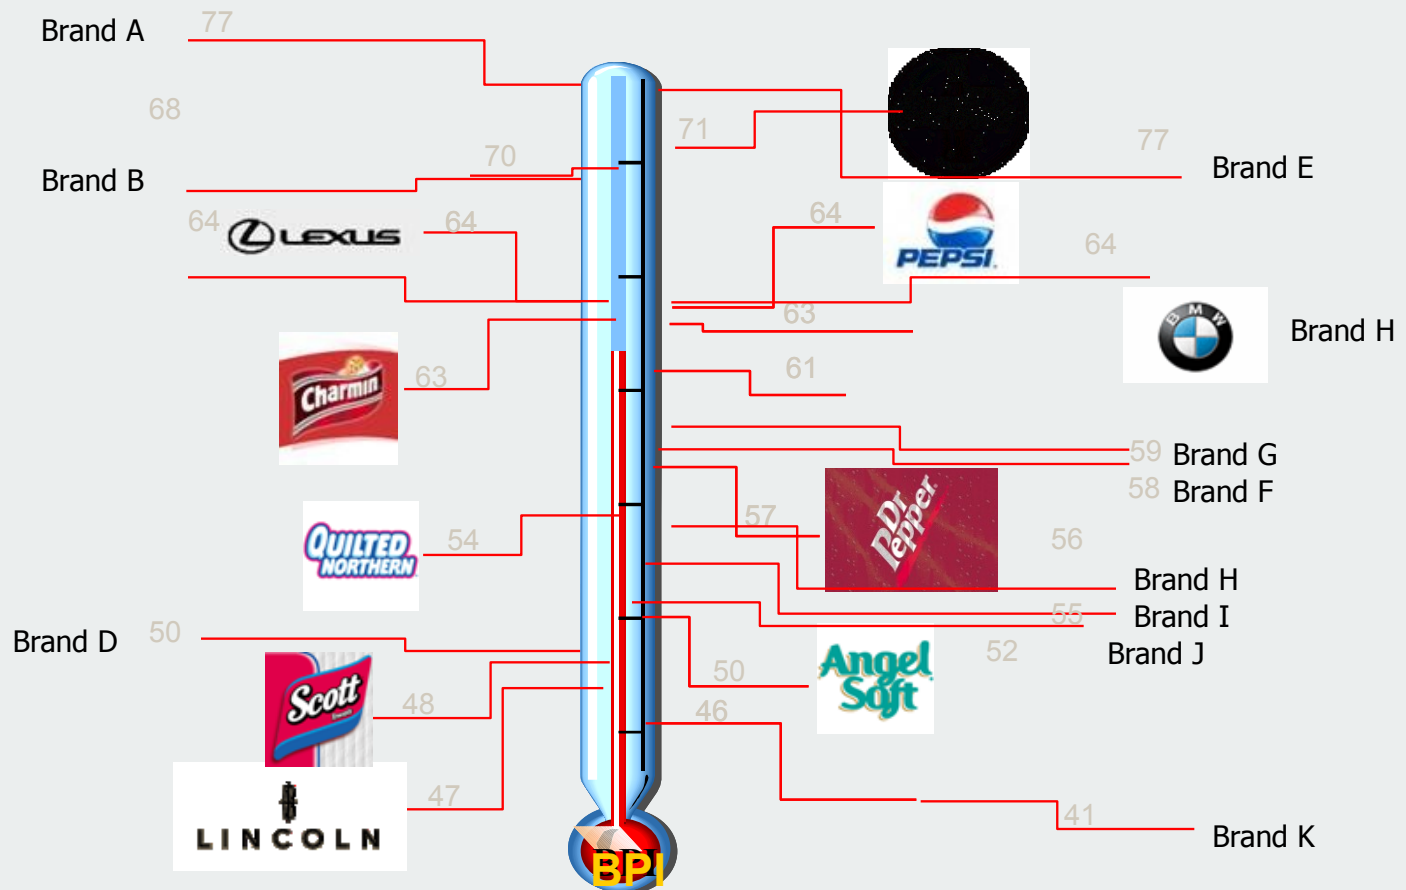 Brand A
77
68
70
71
77
Brand B
Brand E
64
LEXUS
64
64
PEPSI
64
63
BMW
Brand H
Charmin
63
61
59
Brand G
58
Brand F
QUILTED
NORTHERN
54
57
Dr
Pepper
56
Brand H
55
Brand I
Brand D
50
Angel
Soft
52
Brand J
Scott
48
50
46
47
LINCOLN
41
Brand K
BPI